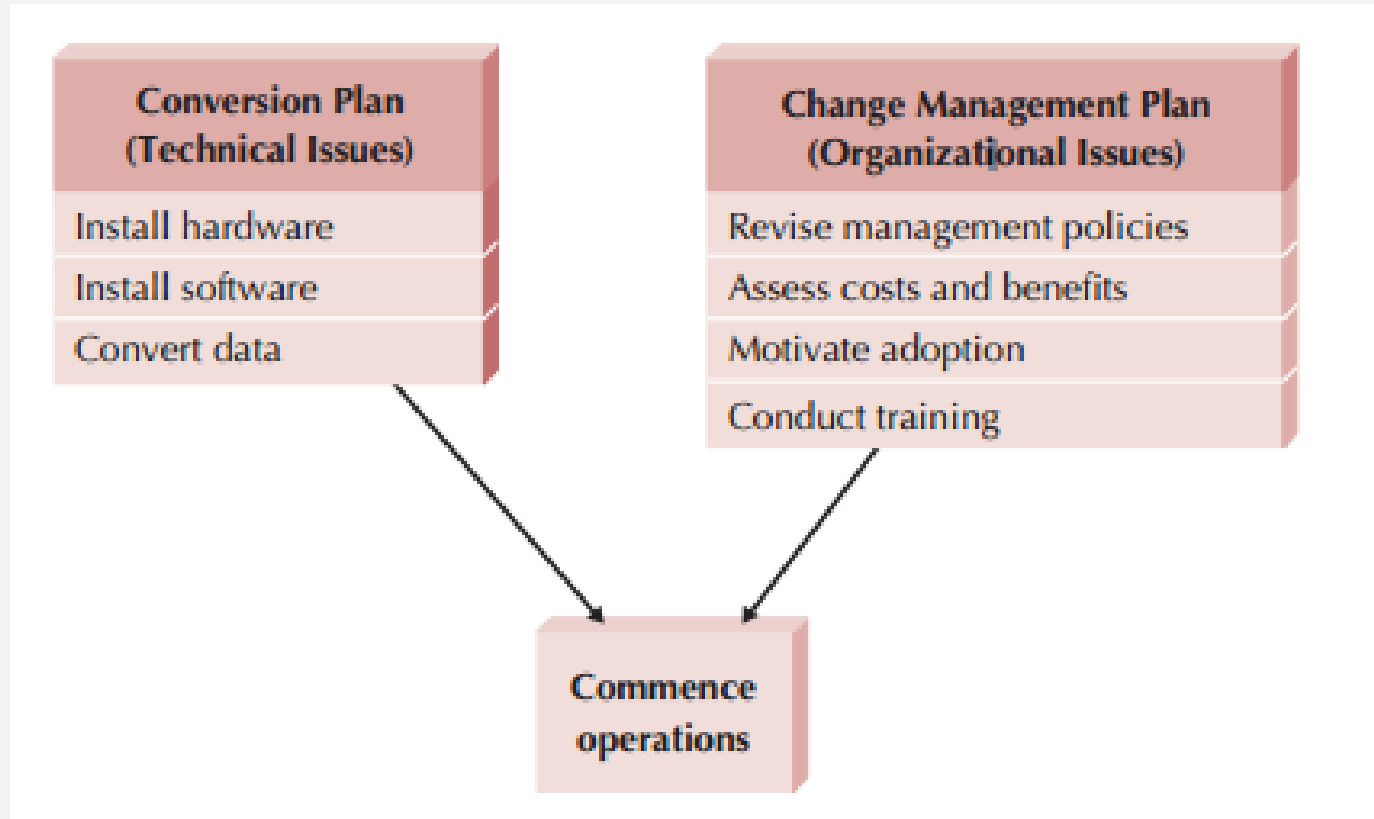 Conversion Plan
(Technical Issues)
Install hardware
Install software
Convert data
Change Management Plan
(Organizational Issues)
Revise management policies
Assess costs and benefits
Motivate adoption
Conduct training
Commence
operations